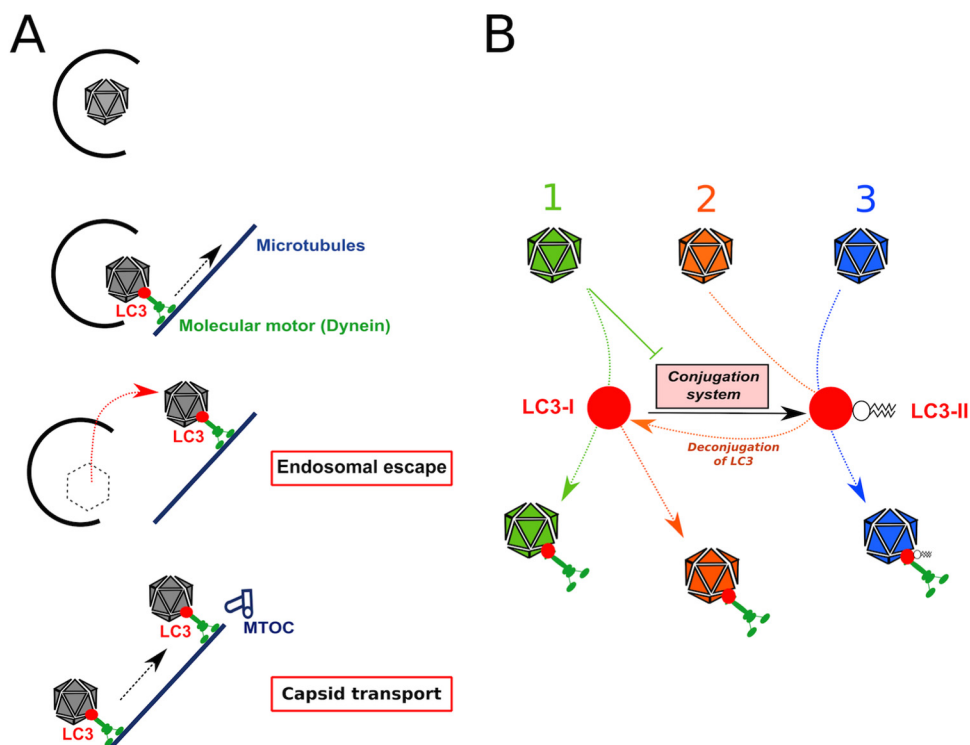 A
Microtubules
LC3
Molecular motor (Dynein)
LC3
Endosomal escape
MTOC
LC3
Capsid transport
LC3
B
1 2 3
Conjugation
system
LC3-I
LC3-II
Deconjugation
of LC3